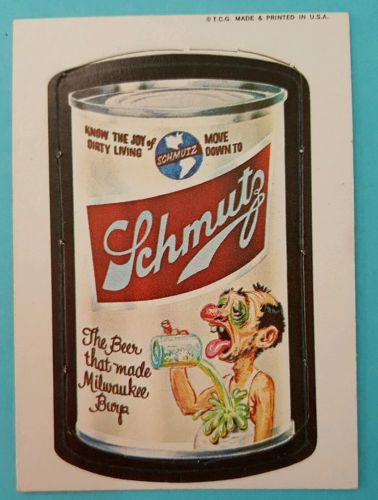 © T.C.G. MADE & PRINTED IN U.S.A.
KNOW THE JOY of MOVE
DIRTY LIVING SCHMUTZ DOWN TO
Schmutz
The Beer
that made
Milwaukee
Burp